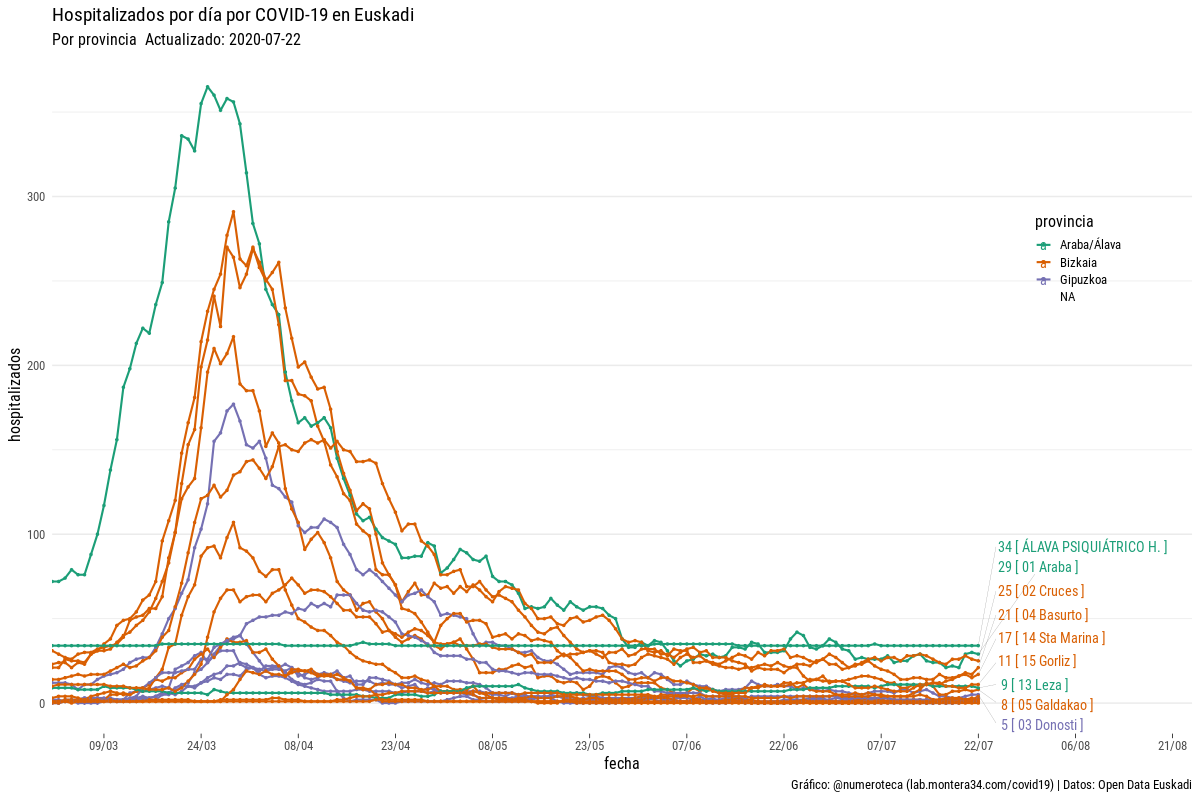 Hospitalizados por día por COVID-19 en Euskadi
Por provincia  Actualizado: 2020-07-22
hospitalizados
300
200
100
0
provincia
Araba/Álava
Bizkaia
Gipuzkoa
NA
34 [ ÁLAVA PSIQUIÁTRICO H. ]
29 [ 01 Araba ]
25 [ 02 Cruces ]
21 [ 04 Basurto ]
17 [ 14 Sta Marina ]
11 [ 15 Gorliz ]
9 [ 13 Leza ]
8 [ 05 Galdakao ]
5 [ 03 Donosti ]
09/03 24/03 08/04 23/04 08/05 23/05 07/06 22/06 07/07 22/07 06/08 21/08
fecha
Gráfico: @numeroteca (lab.montera34.com/covid19) | Datos: Open Data Euskadi